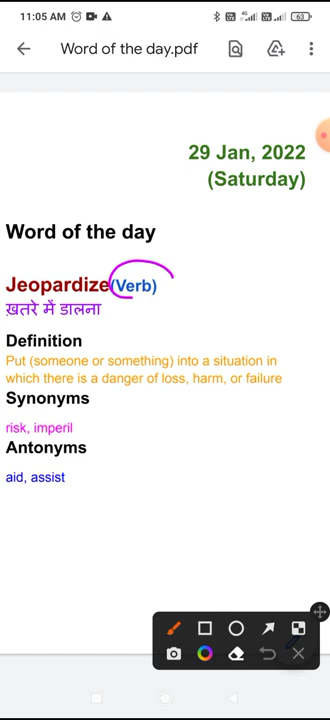 11:05 AM
63
Word of the day.pdf
29 Jan, 2022
(Saturday)
Word of the day
Jeopardize(Verb)
ख़तरे में डालना
Definition
Put (someone or something) into a situation in
which there is a danger of loss, harm, or failure
Synonyms
risk, imperil
Antonyms
aid, assist